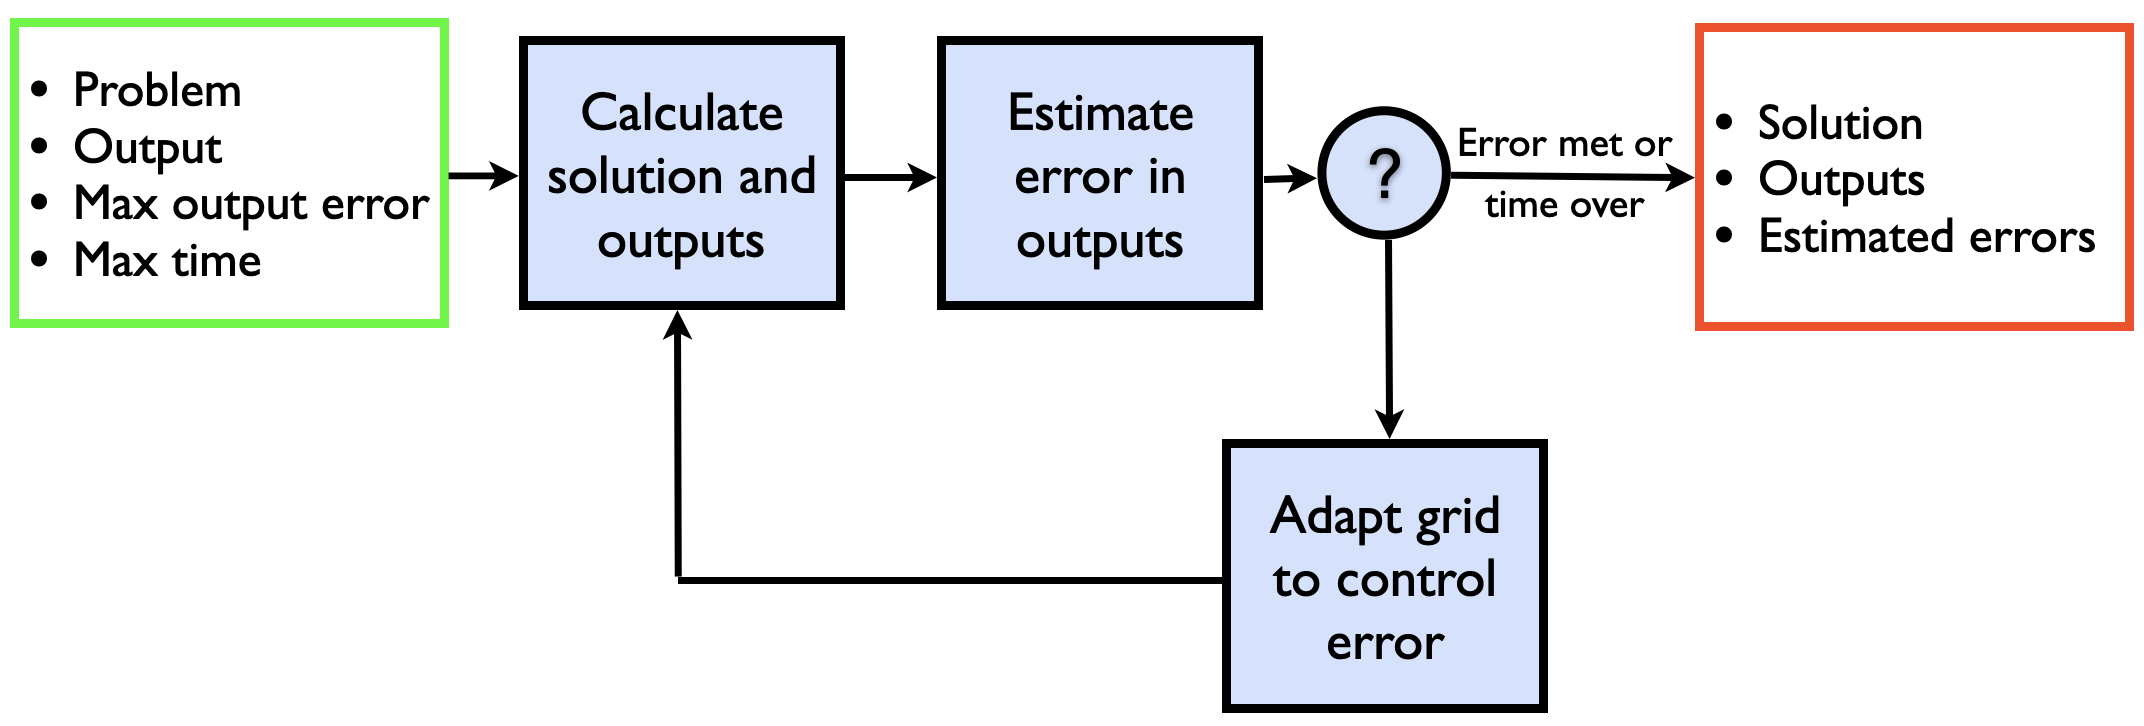 • Problem
• Output
• Max output error
• Max time
Calculate
solution and
outputs
Estimate
error in
outputs
?
Error met or
time over
• Solution
• Outputs
• Estimated errors
Adapt grid
to control
error